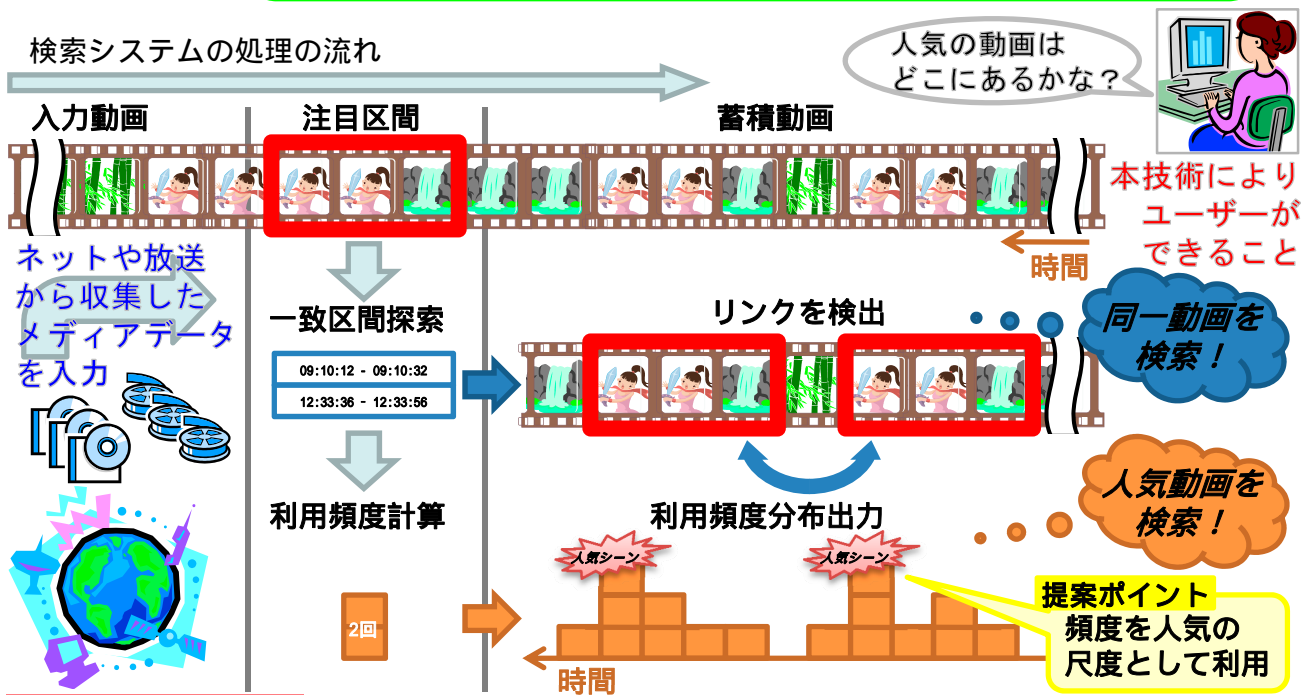 検索システムの処理の流れ
人気の動画は
どこにあるかな？
入力動画
注目区間
蓄積動画
本技術により
ユーザーが
できること
時間
ネットや放送
から収集した
メディアデータ
を入力
一致区間探索
09:10:12 - 09:10:32
12:33:36 - 12:33:56
リンクを検出
同一動画を
検索！
人気動画を
検索！
利用頻度計算
2回
利用頻度分布出力
人気シーン
人気シーン
提案ポイント
頻度を人気の
尺度として利用
時間